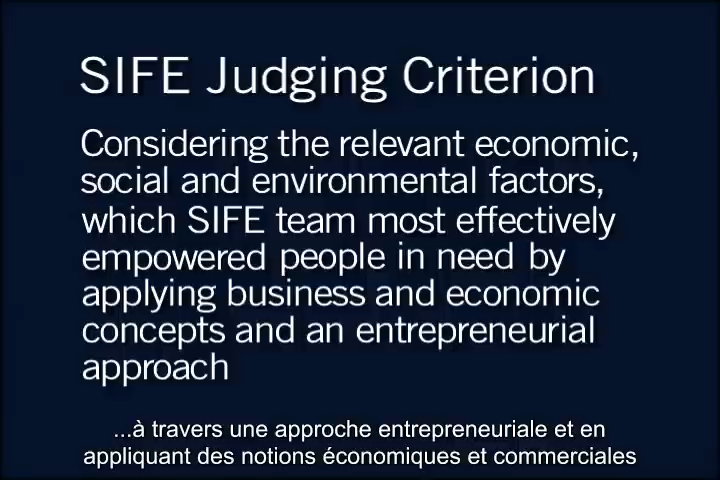 SIFE Judging Criterion
Considering the relevant economic,
social and environmental factors,
which SIFE team most effectively
empowered people in need by
applying business and economic
concepts and an entrepreneurial
approach
...à travers une approche entrepreneuriale et en
appliquant des notions économiques et commerciales